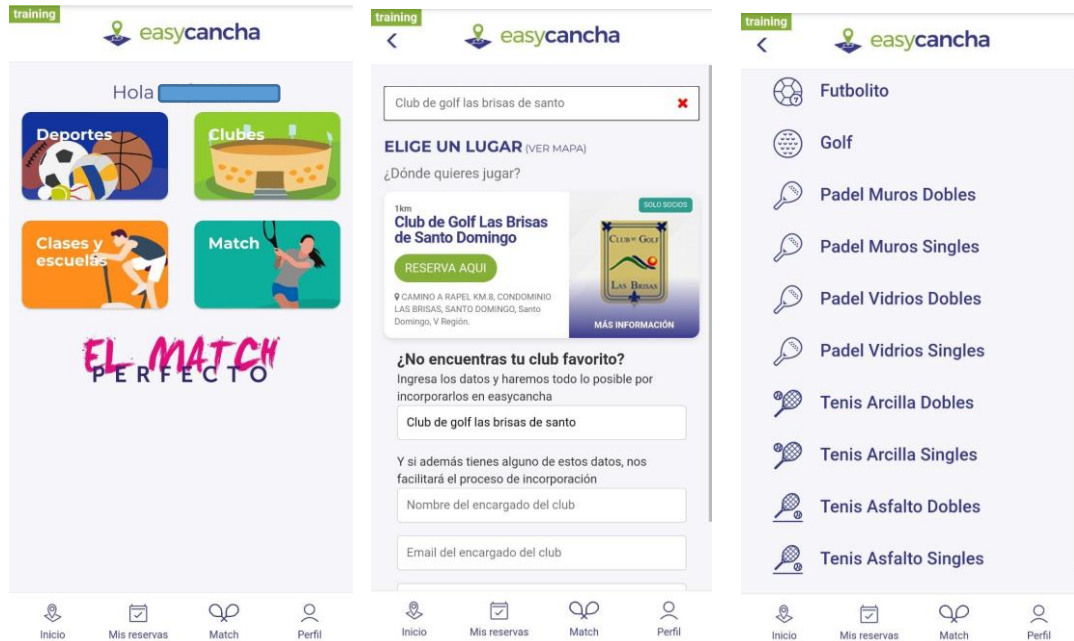 training
easycancha
Hola
Deportes
Clubes
Clases y
escuelas
Match
EL MATCH
PERFECTO
Inicio
Mis reservas
Match
Perfil
training
easycancha
Club de golf las brisas de santo
ELIGE UN LUGAR (VER MAPA)
¿Dónde quieres jugar?
1km
Club de Golf Las Brisas
de Santo Domingo
RESERVA AQUI
CAMINO A RAPEL KM.8, CONDOMINIO
LAS BRISAS, SANTO DOMINGO, Santo
Domingo, V Región.
SOLO SOCIOS
CLUB DE GOLF
LAS BRISAS
MÁS INFORMACIÓN
¿No encuentras tu club favorito?
Ingresa los datos y haremos todo lo posible por
incorporarlos en easycancha
Club de golf las brisas de santo
Y si además tienes alguno de estos datos, nos
facilitará el proceso de incorporación
Nombre del encargado del club
Email del encargado del club
Inicio
Mis reservas
Match
Perfil
training
easycancha
7
Futbolito
Golf
Padel Muros Dobles
Padel Muros Singles
Padel Vidrios Dobles
Padel Vidrios Singles
Tenis Arcilla Dobles
Tenis Arcilla Singles
Tenis Asfalto Dobles
Tenis Asfalto Singles
Inicio
Mis reservas
Match
Perfil